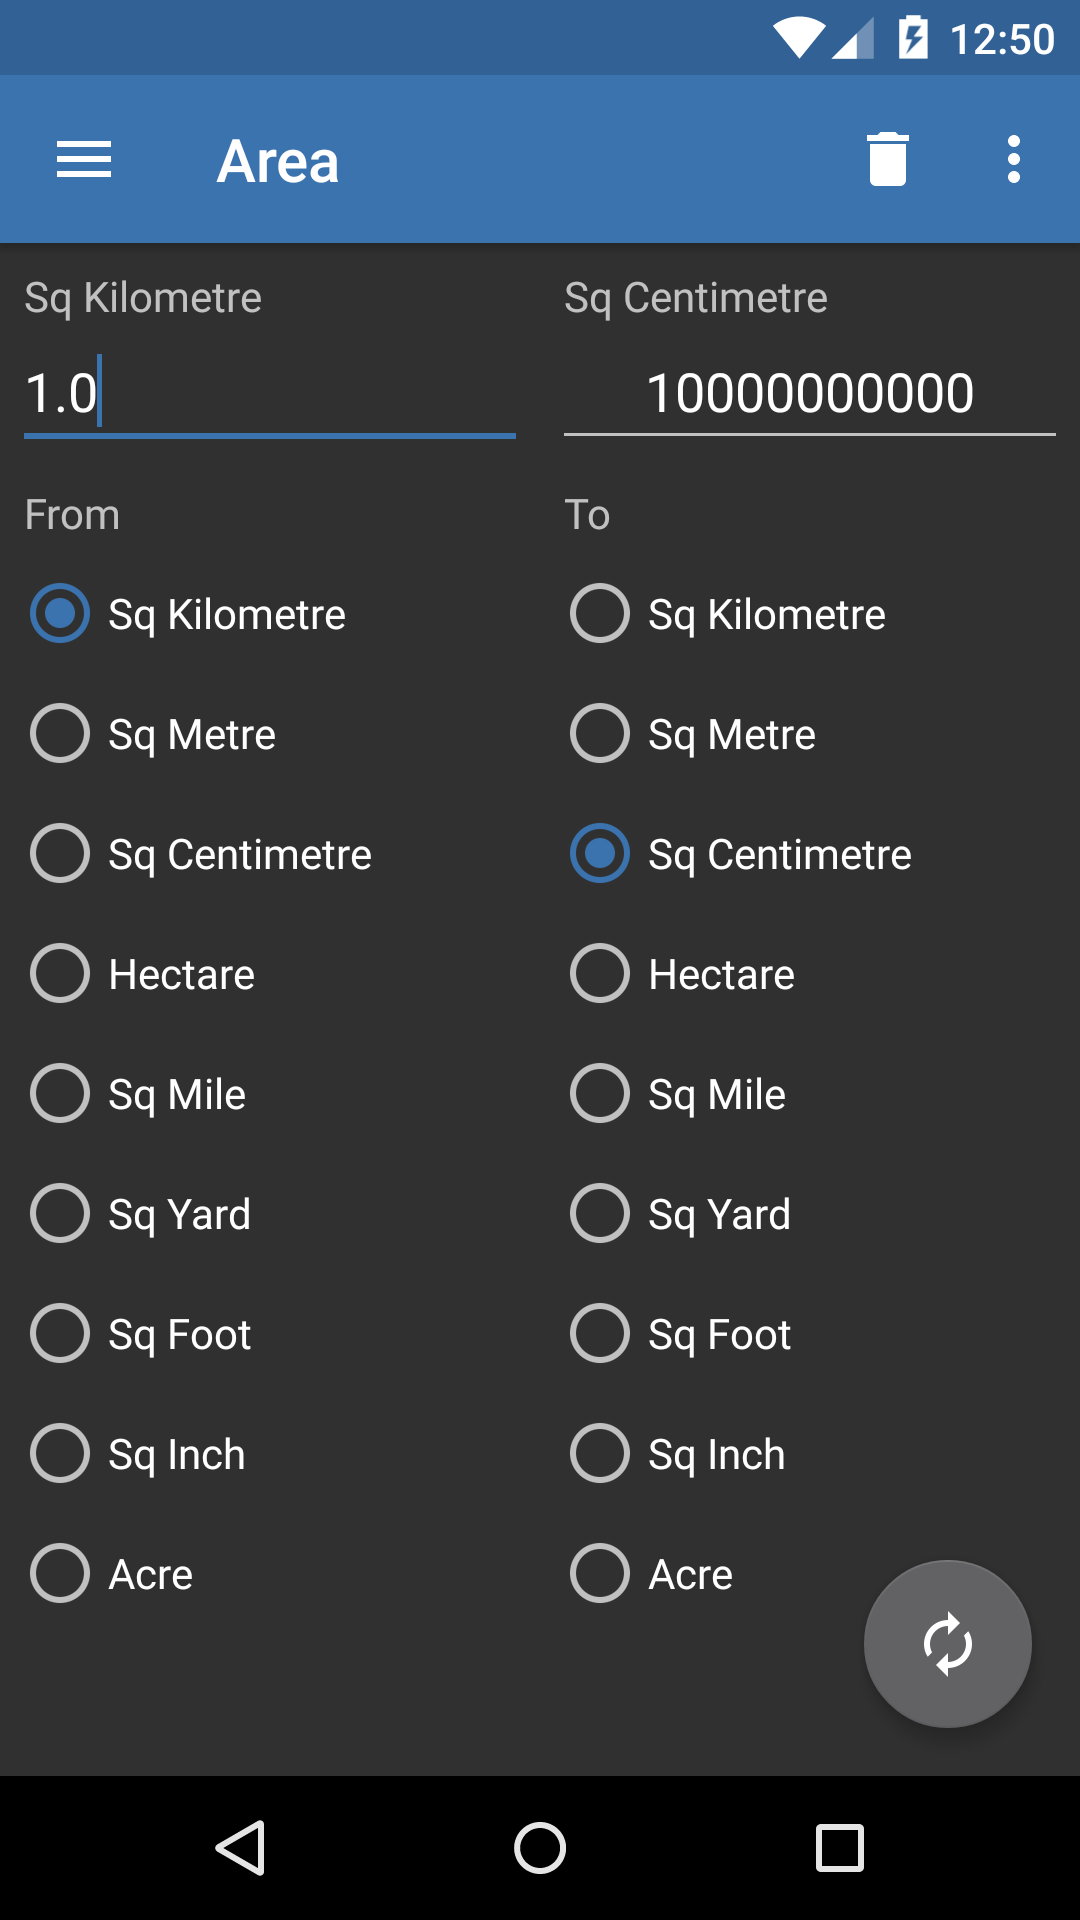 12:50
Area
Sq Kilometre Sq Centimetre
1.0 10000000000
From To
Sq Kilometre Sq Kilometre
Sq Metre Sq Metre
Sq Centimetre Sq Centimetre
Hectare Hectare
Sq Mile Sq Mile
Sq Yard Sq Yard
Sq Foot Sq Foot
Sq Inch Sq Inch
Acre Acre